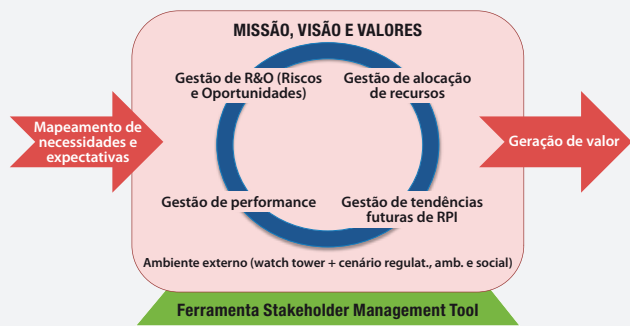 MISSÃO, VISÃO E VALORES
Gestão de R&O (Riscos
e Oportunidades)
Gestão de alocação
de recursos
Mapeamento de
necessidades e
expectativas
Geração de valor
Gestão de performance
Gestão de tendências
futuras de RPI
Ambiente externo (watch tower + cenário regulat., amb. e social)
Ferramenta Stakeholder Management Tool